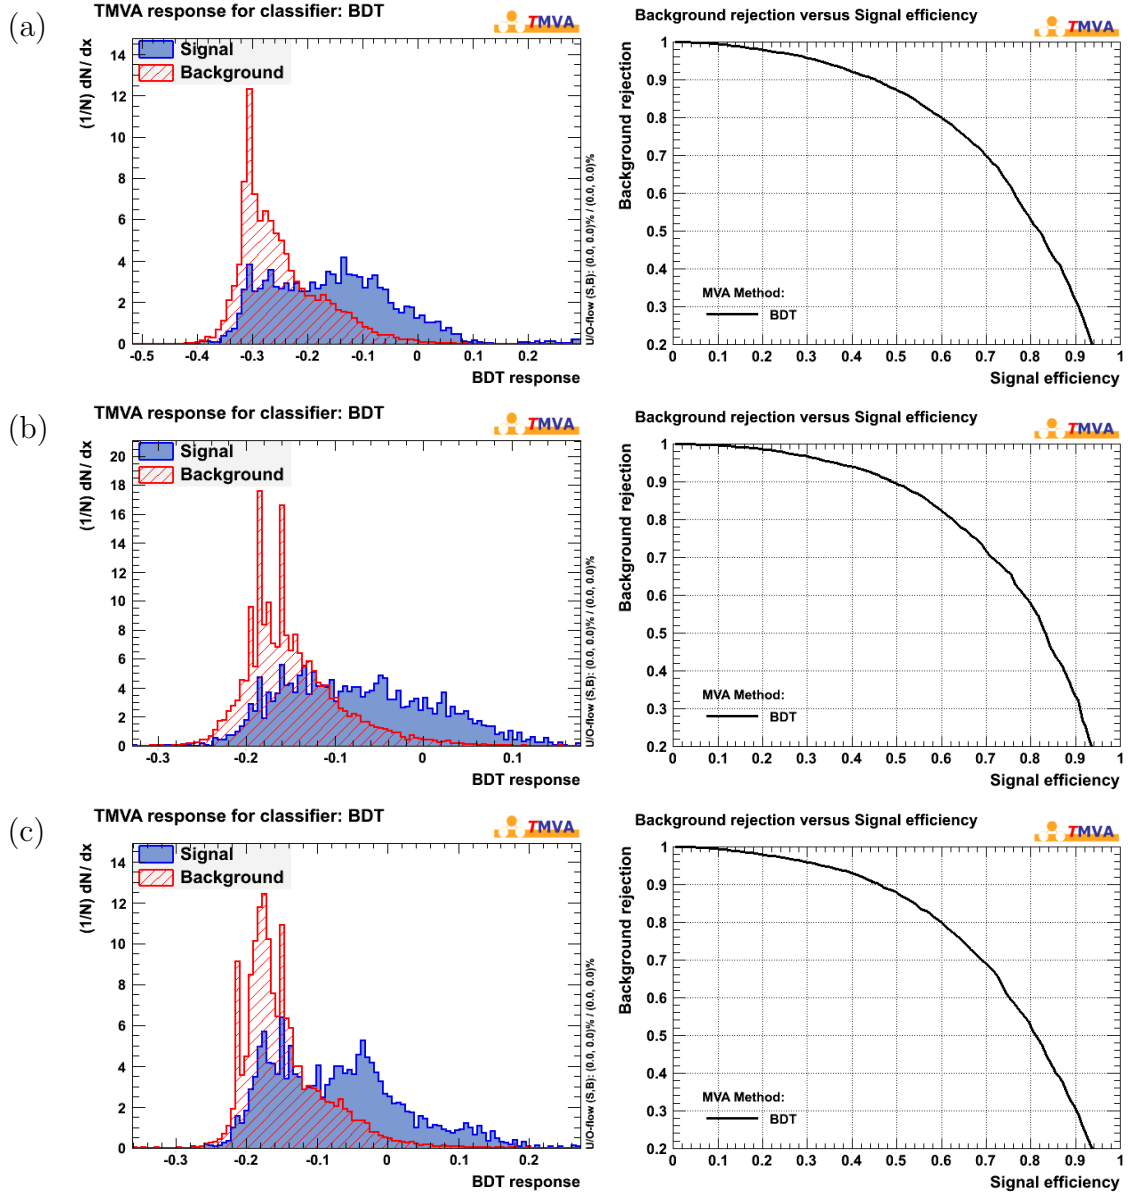 (a)
TMVA response for classifier: BDT
TMVA
Signal
Background
(1/N) dN / dx
14
12
10
8
6
4
2
0
-0.5 -0.4 -0.3 -0.2 -0.1 0 0.1 0.2
BDT response
U/O-flow (S,B): (0.0, 0.0)% / (0.0, 0.0)%
Background rejection versus Signal efficiency
TMVA
Background rejection
1
0.9
0.8
0.7
0.6
0.5
0.4
0.3
0.2
MVA Method:
BDT
0 0.1 0.2 0.3 0.4 0.5 0.6 0.7 0.8 0.9 1
Signal efficiency
(b)
TMVA response for classifier: BDT
TMVA
Signal
Background
(1/N) dN / dx
20
18
16
14
12
10
8
6
4
2
0
-0.3 -0.2 -0.1 0 0.1
BDT response
U/O-flow (S,B): (0.0, 0.0)% / (0.0, 0.0)%
Background rejection versus Signal efficiency
TMVA
Background rejection
1
0.9
0.8
0.7
0.6
0.5
0.4
0.3
0.2
MVA Method:
BDT
0 0.1 0.2 0.3 0.4 0.5 0.6 0.7 0.8 0.9 1
Signal efficiency
(c)
TMVA response for classifier: BDT
TMVA
Signal
Background
(1/N) dN / dx
14
12
10
8
6
4
2
0
-0.3 -0.2 -0.1 0 0.1 0.2
BDT response
U/O-flow (S,B): (0.0, 0.0)% / (0.0, 0.0)%
Background rejection versus Signal efficiency
TMVA
Background rejection
1
0.9
0.8
0.7
0.6
0.5
0.4
0.3
0.2
MVA Method:
BDT
0 0.1 0.2 0.3 0.4 0.5 0.6 0.7 0.8 0.9 1
Signal efficiency